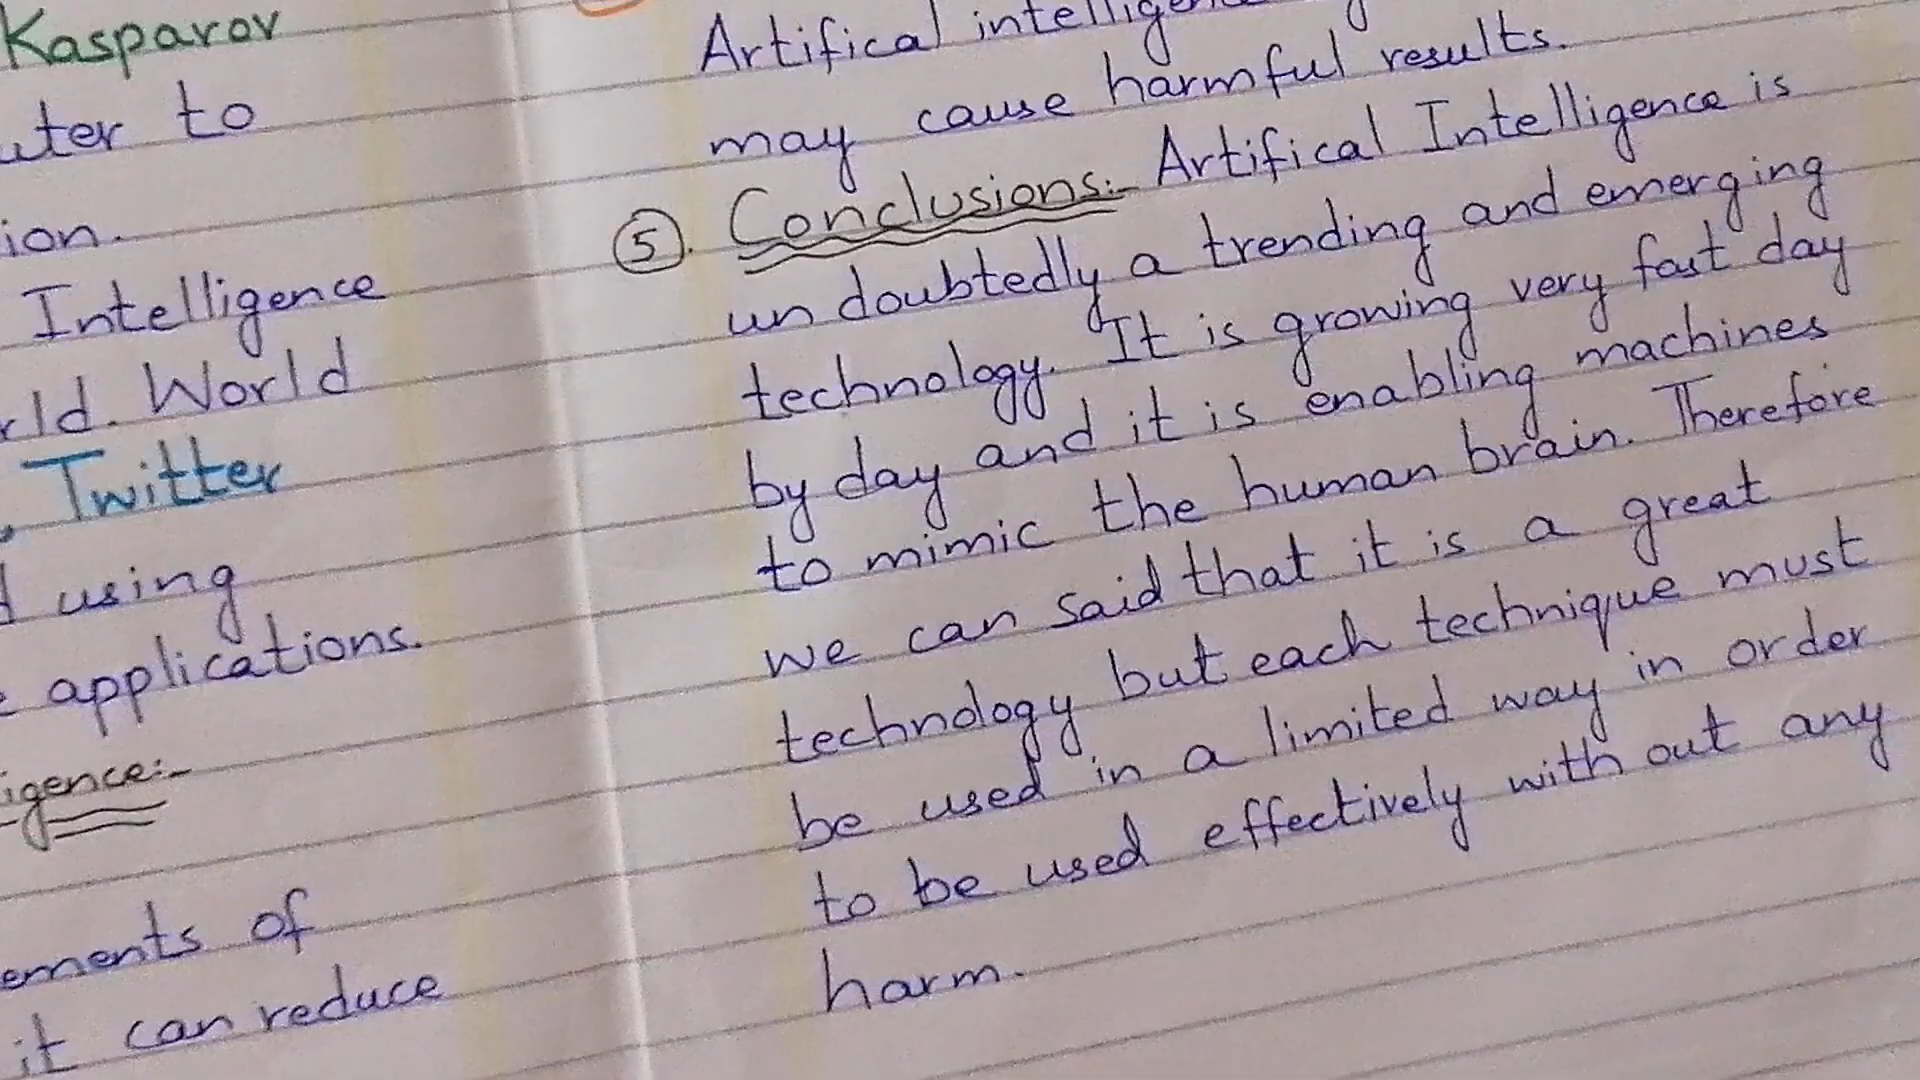 Kasparov
uter to
ion.
Intelligence
rld. World
, Twitter
using
applications.
igence:-
ements of
it can reduce
Artifical intelligen
may cause harmful results.
5. Conclusions:- Artifical Intelligence is
undoubtedly a trending and emerging
technology. It is growing very fast day
by day and it is enabling machines
to mimic the human brain. Therefore
we can said that it is a great
technology but each technique must
be used in a limited way in order
to be used effectively with out any
harm.